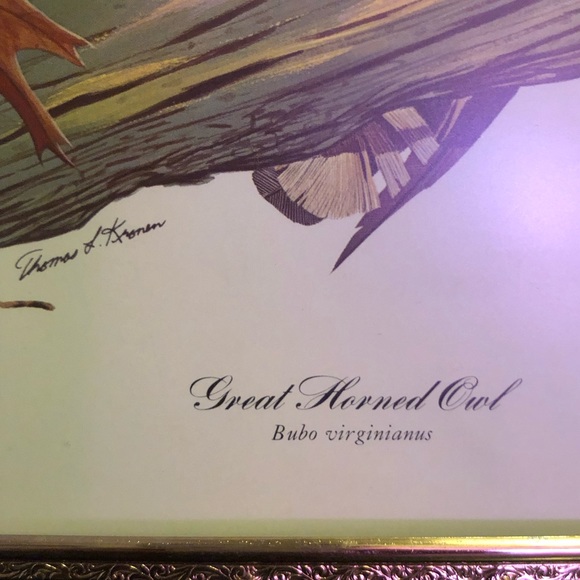 Thomas L. Kronen
Great Horned Owl
Bubo virginianus